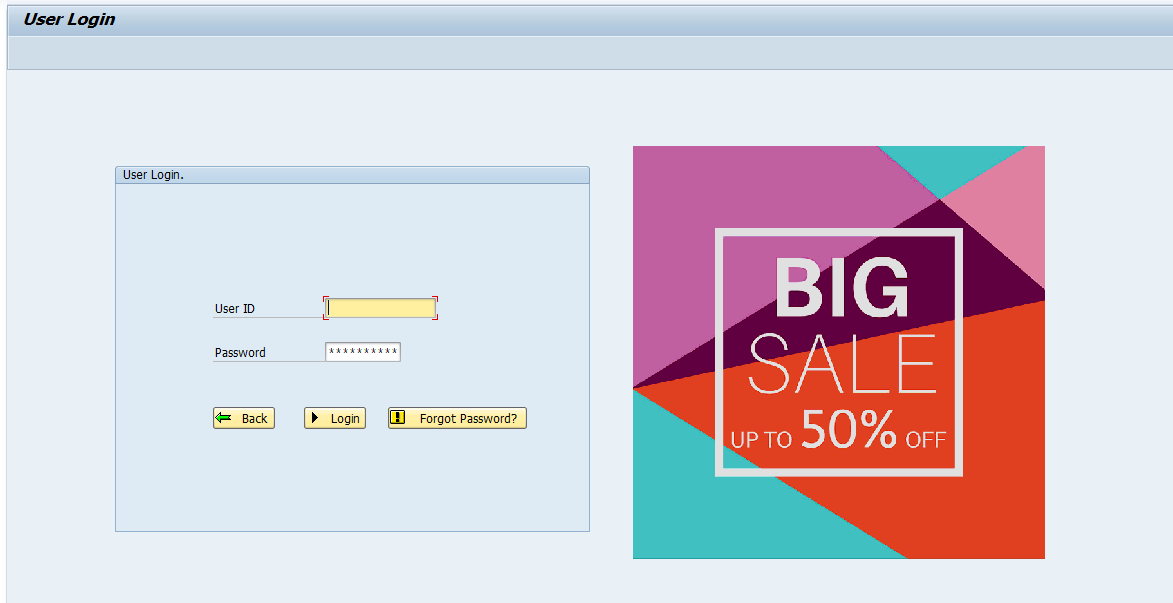 User Login
User Login.
User ID
Password
**********
Back
Login
Forgot Password?
BIG
SALE
UP TO 50% OFF